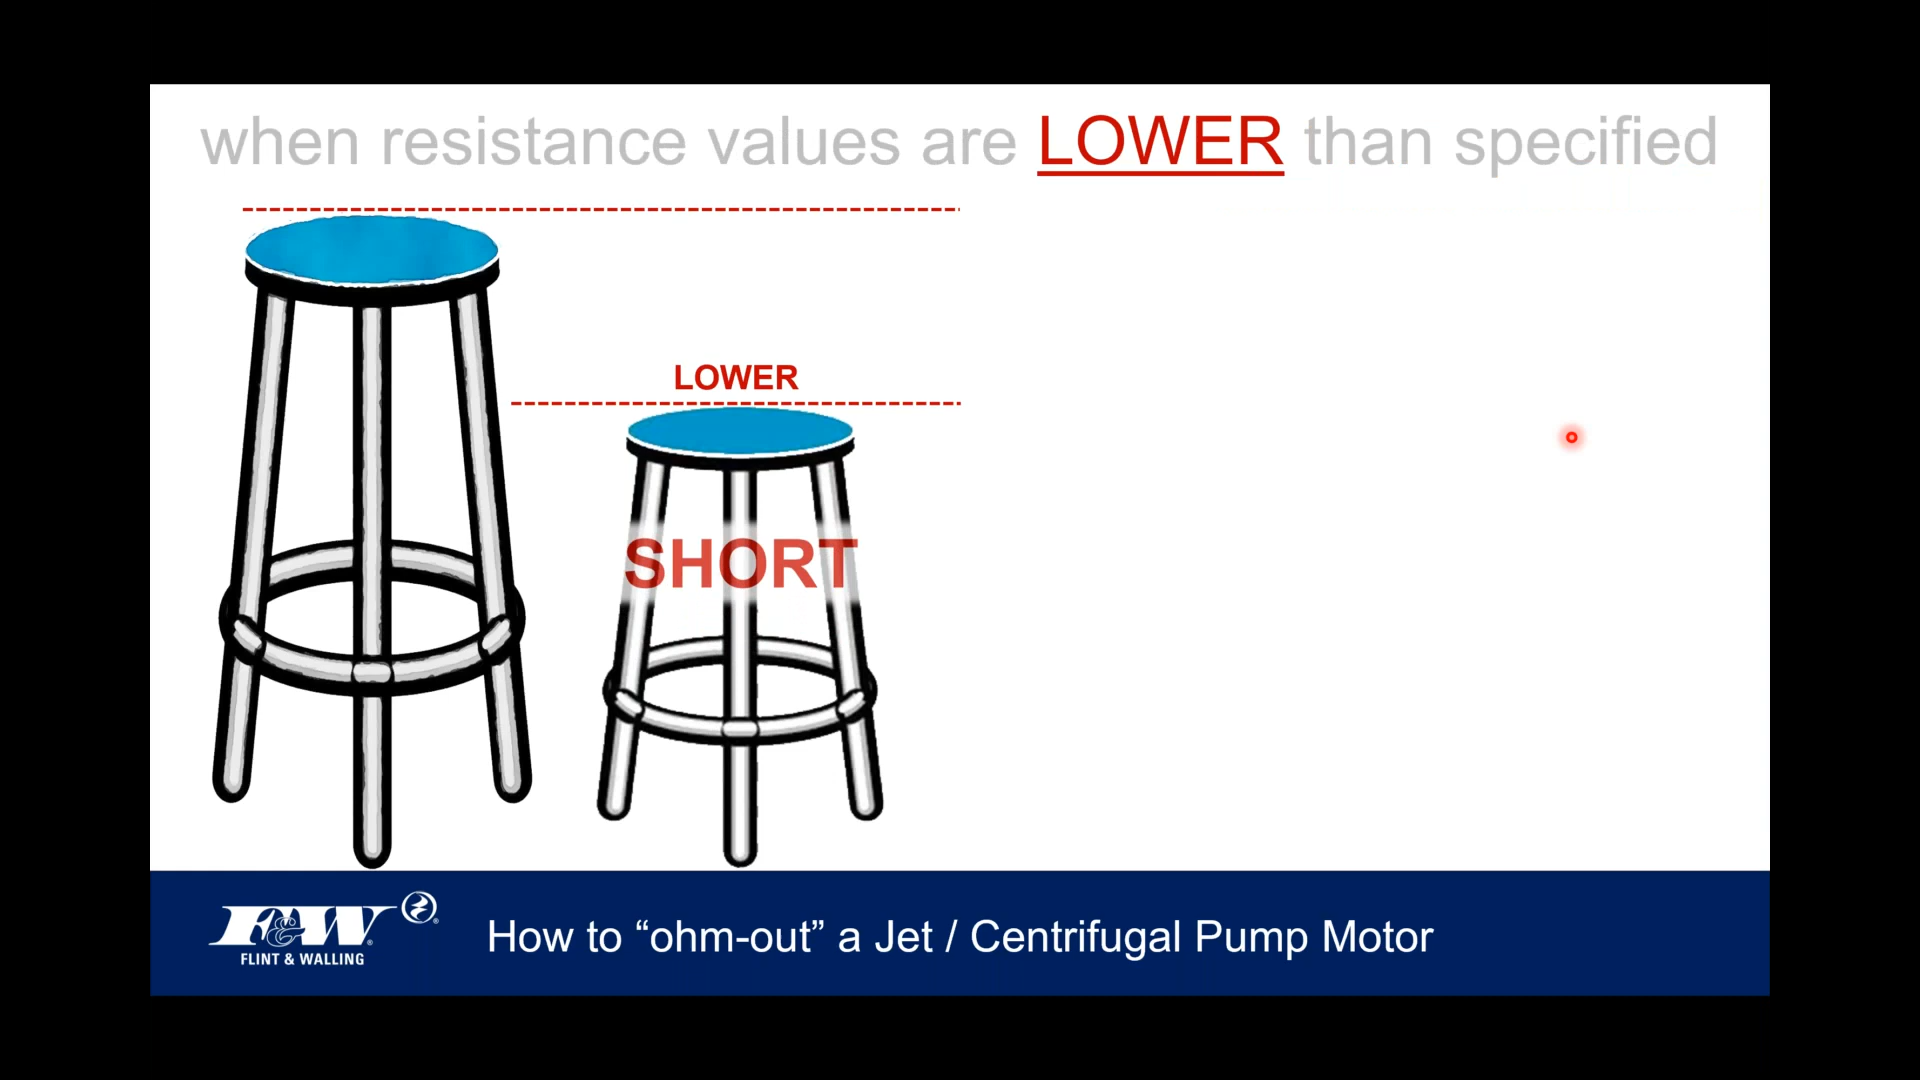 when resistance values are LOWER than specified
LOWER
SHORT
F&W
FLINT & WALLING
How to “ohm-out” a Jet / Centrifugal Pump Motor